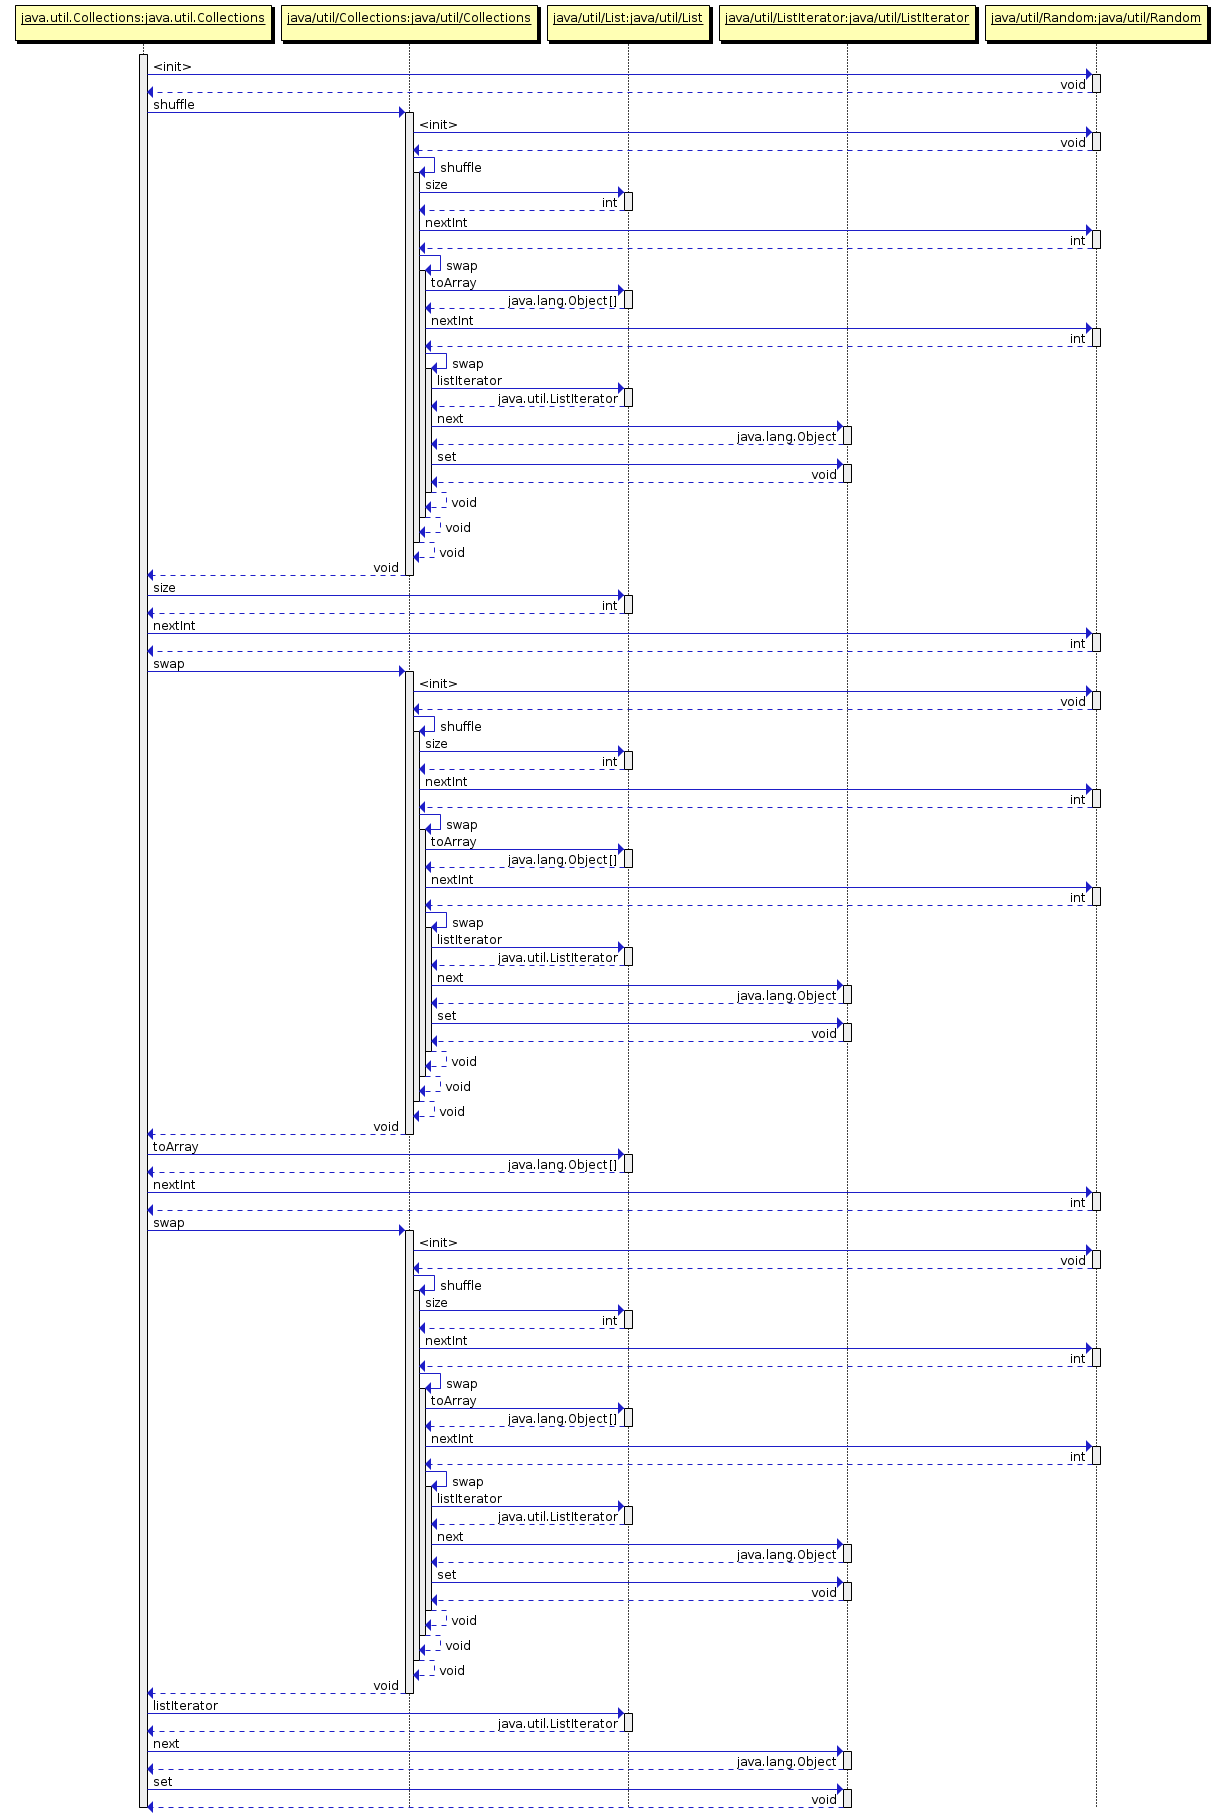 java.util.Collections:java.util.Collections
java/util/Collections:java/util/Collections
java/util/List:java/util/List
java/util/ListIterator:java/util/ListIterator
java/util/Random:java/util/Random
<init>
void
shuffle
<init>
void
shuffle
size
int
nextInt
int
swap
toArray
java.lang.Object[]
nextInt
int
swap
listIterator
java.util.ListIterator
next
java.lang.Object
set
void
void
void
void
void
size
int
nextInt
int
swap
<init>
void
shuffle
size
int
nextInt
int
swap
toArray
java.lang.Object[]
nextInt
int
swap
listIterator
java.util.ListIterator
next
java.lang.Object
set
void
void
void
void
void
toArray
java.lang.Object[]
nextInt
int
swap
<init>
void
shuffle
size
int
nextInt
int
swap
toArray
java.lang.Object[]
nextInt
int
swap
listIterator
java.util.ListIterator
next
java.lang.Object
set
void
void
void
void
void
listIterator
java.util.ListIterator
next
java.lang.Object
set
void